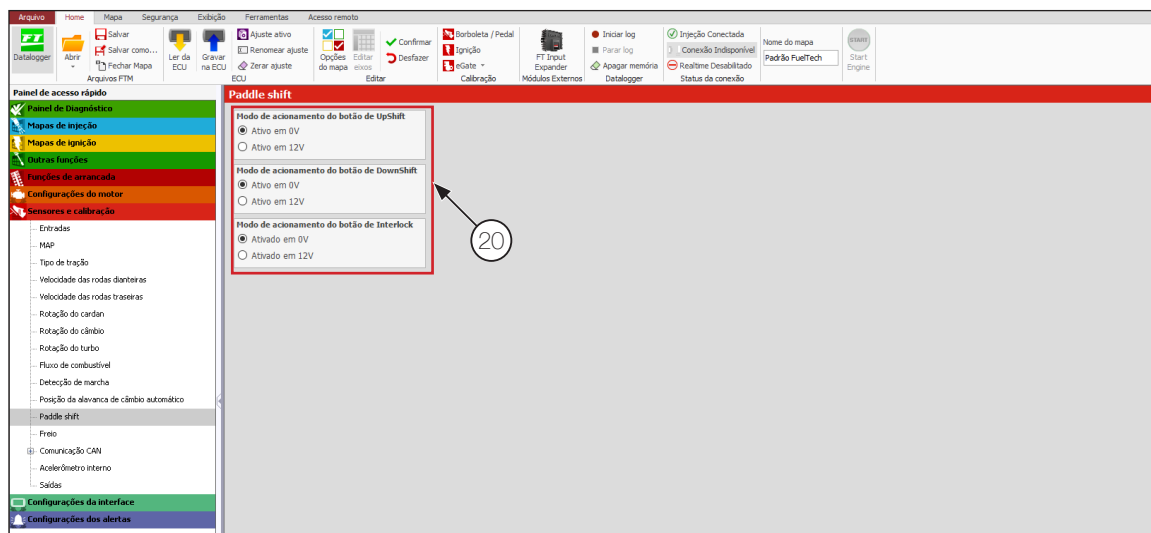 Arquivo Home Mapa Segurança Exibição Ferramentas Acesso remoto
FT
Datalogger
Abrir
Salvar
Salvar como...
Fechar Mapa
Arquivos FTM
Ler da
ECU
Gravar
na ECU
Ajuste ativo
Renomear ajuste
Zerar ajuste
ECU
Opções
do mapa
Editar
eixos
Confirmar
Desfazer
Editar
Borboleta / Pedal
Ignição
eGate
Calibração
FT Input
Expander
Módulos Externos
Iniciar log
Parar log
Apagar memória
Datalogger
Injeção Conectada
Conexão Indisponível
Realtime Desabilitado
Status da conexão
Nome do mapa
Padrão FuelTech
START
Start
Engine
Painel de acesso rápido
Painel de Diagnóstico
Mapas de injeção
Mapas de ignição
Outras funções
Funções de arrancada
Configurações do motor
Sensores e calibração
Entradas
MAP
Tipo de tração
Velocidade das rodas dianteiras
Velocidade das rodas traseiras
Rotação do cardan
Rotação do câmbio
Rotação do turbo
Fluxo de combustível
Detecção de marcha
Posição da alavanca de câmbio automático
Paddle shift
Freio
Comunicação CAN
Acelerômetro interno
Saídas
Configurações da interface
Configurações dos alertas
Paddle shift
Modo de acionamento do botão de UpShift
Ativo em 0V
Ativo em 12V
Modo de acionamento do botão de DownShift
Ativo em 0V
Ativo em 12V
Modo de acionamento do botão de Interlock
Ativado em 0V
Ativado em 12V
20